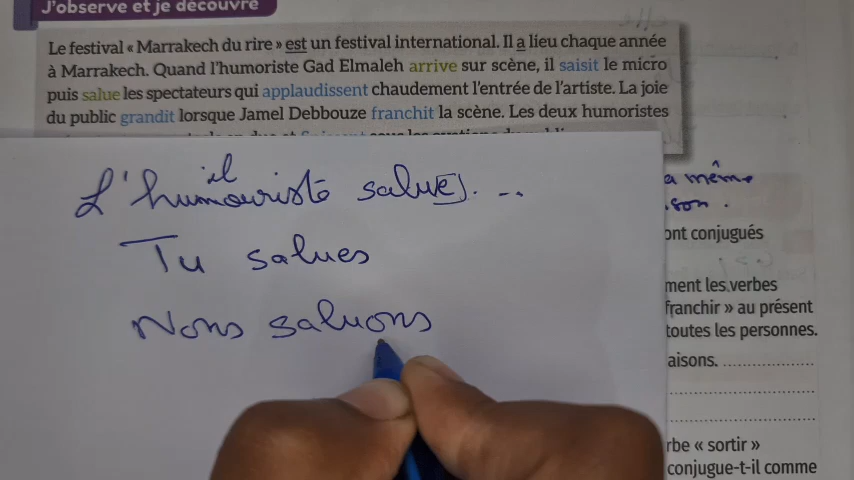 J'observe et je découvre
Le festival « Marrakech du rire » est un festival international. Il a lieu chaque année
à Marrakech. Quand l'humoriste Gad Elmaleh arrive sur scène, il saisit le micro
puis salue les spectateurs qui applaudissent chaudement l'entrée de l'artiste. La joie
du public grandit lorsque Jamel Debbouze franchit la scène. Les deux humoristes
il
L'humouriste salue. ..
Tu salues
Nous saluons
a même
son.
ont conjugués
ment les verbes
franchir » au présent
toutes les personnes.
aisons. ....................
rbe « sortir »
conjugue-t-il comme